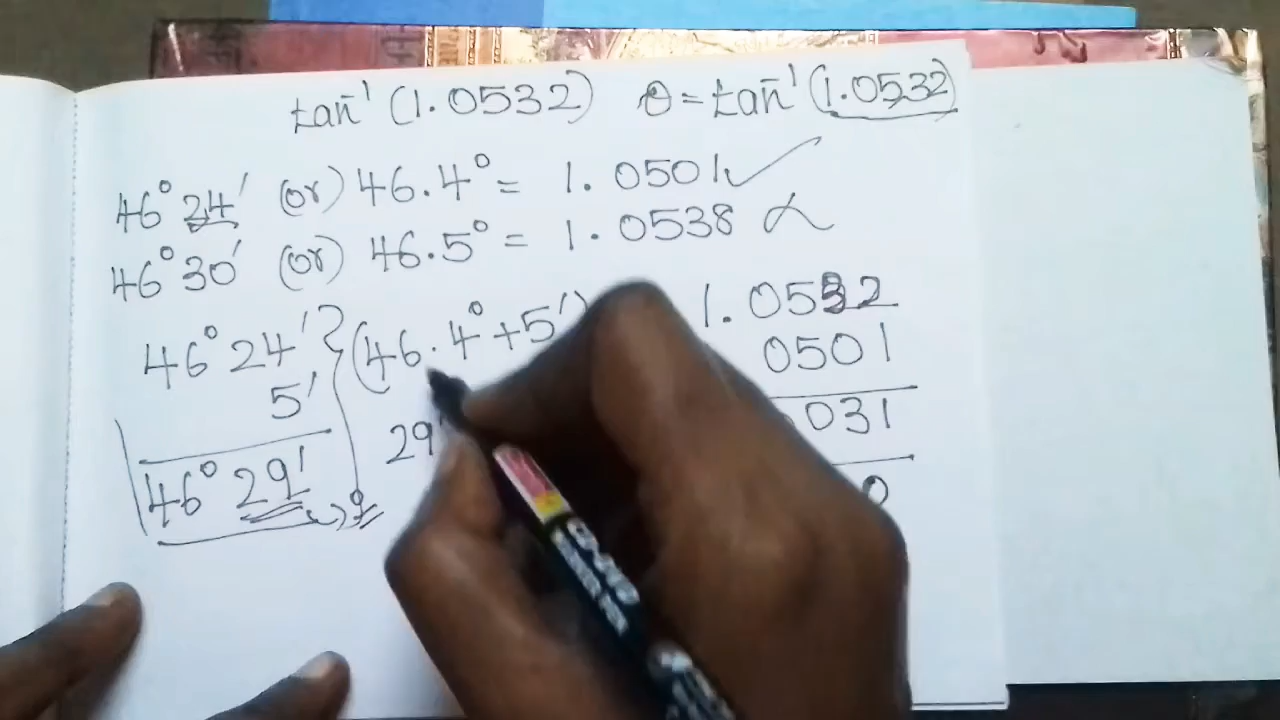 tan⁻¹ (1.0532) θ = tan⁻¹ (1.0532)
46° 24' (or) 46.4° = 1.0501 ✓
46° 30' (or) 46.5° = 1.0538
46° 24' } (46.4° + 5')
5'
46° 29'
29'
1.0532
0501
031
0